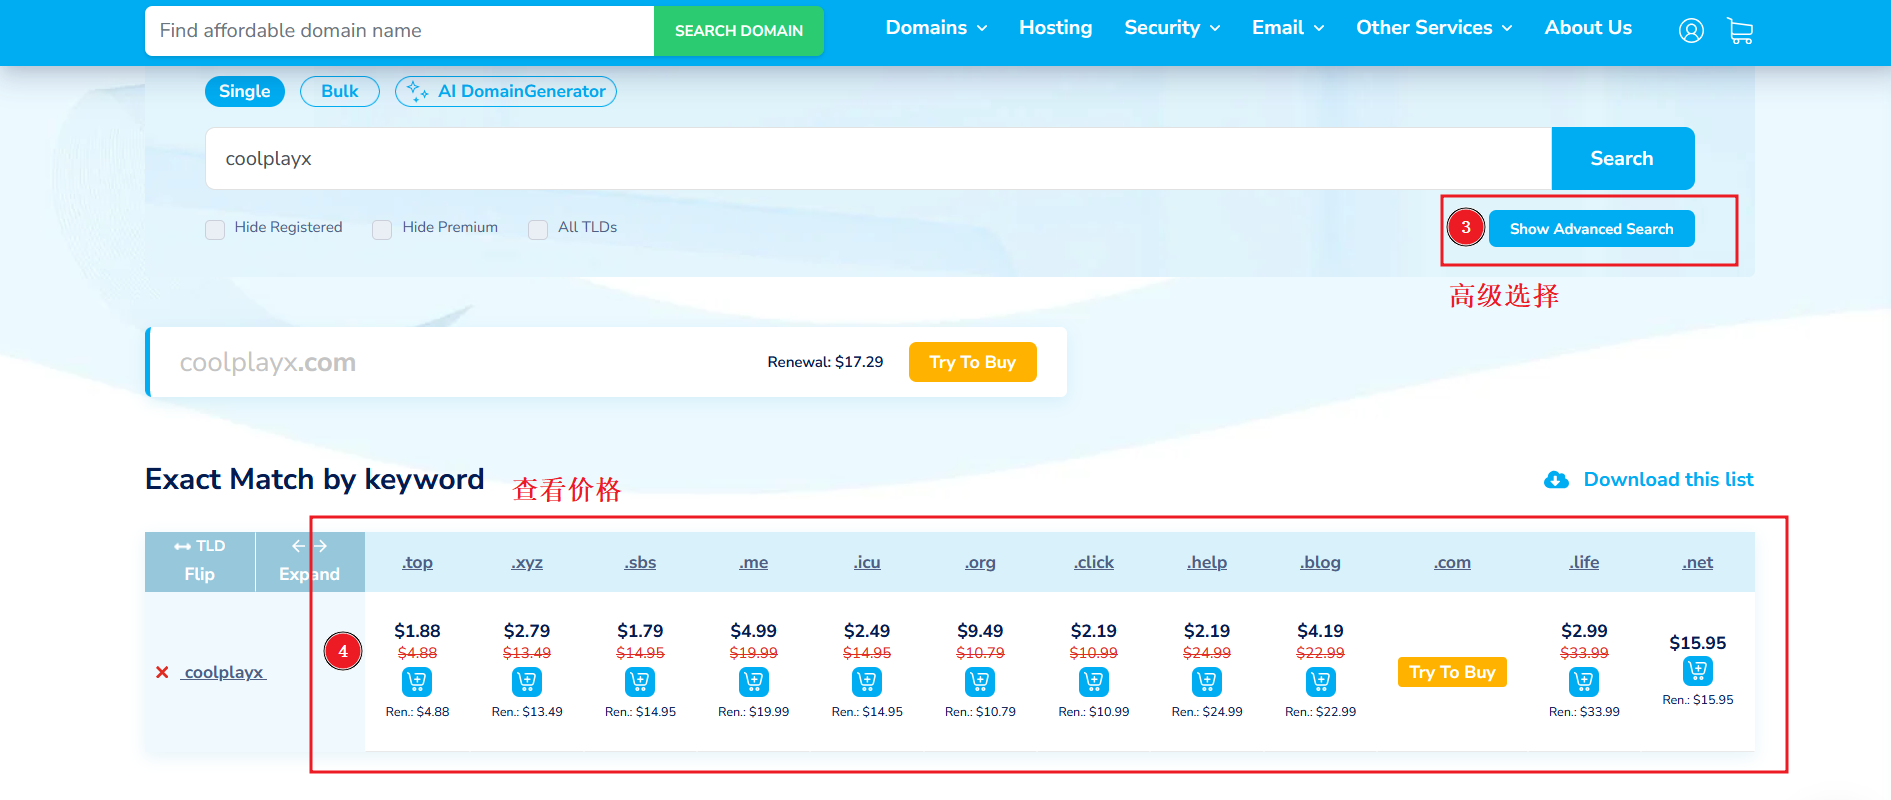 Find affordable domain name
SEARCH DOMAIN
Domains
Hosting
Security
Email
Other Services
About Us
Single
Bulk
AI DomainGenerator
coolplayx
Search
Hide Registered
Hide Premium
All TLDs
3
Show Advanced Search
高级选择
coolplayx.com
Renewal: $17.29
Try To Buy
Exact Match by keyword
查看价格
Download this list
TLD
Flip
Expand
.top
.xyz
.sbs
.me
.icu
.org
.click
.help
.blog
.com
.life
.net
coolplayx
4
$1.88
$4.88
Ren.: $4.88
$2.79
$13.49
Ren.: $13.49
$1.79
$14.95
Ren.: $14.95
$4.99
$19.99
Ren.: $19.99
$2.49
$14.95
Ren.: $14.95
$9.49
$10.79
Ren.: $10.79
$2.19
$10.99
Ren.: $10.99
$2.19
$24.99
Ren.: $24.99
$4.19
$22.99
Ren.: $22.99
Try To Buy
$2.99
$33.99
Ren.: $33.99
$15.95
Ren.: $15.95